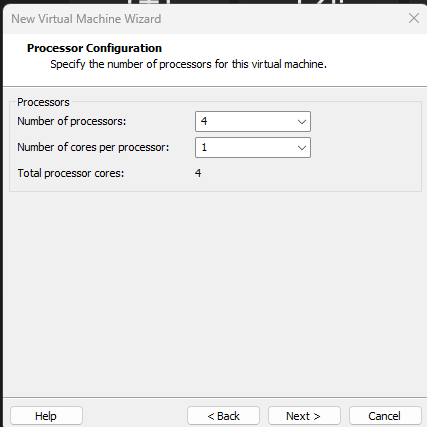 New Virtual Machine Wizard
Processor Configuration
Specify the number of processors for this virtual machine.
Processors
Number of processors: 4
Number of cores per processor: 1
Total processor cores: 4
Help < Back Next > Cancel